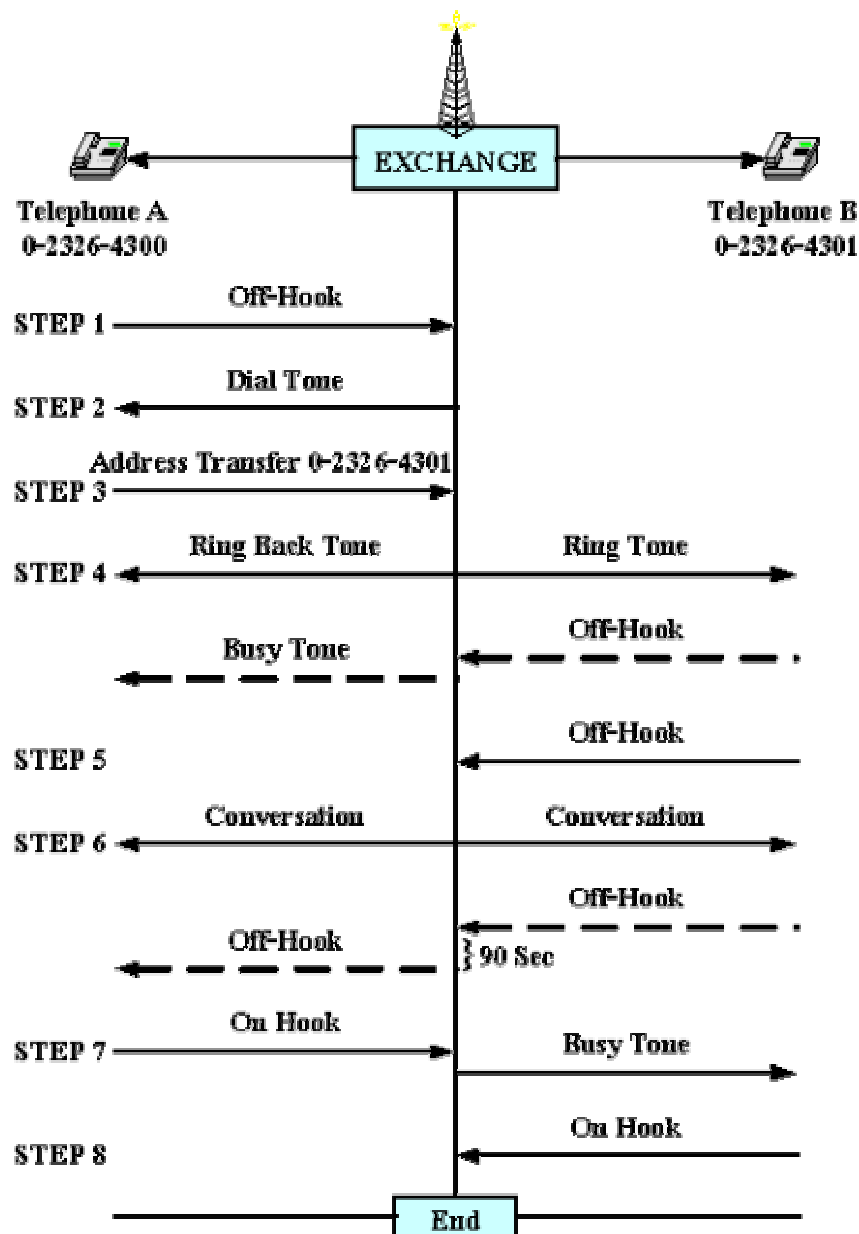 EXCHANGE
Telephone A
0-2326-4300
Telephone B
0-2326-4301
Off-Hook
STEP 1
Dial Tone
STEP 2
Address Transfer 0-2326-4301
STEP 3
Ring Back Tone
Ring Tone
STEP 4
Off-Hook
Busy Tone
Off-Hook
STEP 5
Conversation
Conversation
STEP 6
Off-Hook
Off-Hook
90 Sec
On Hook
STEP 7
Busy Tone
On Hook
STEP 8
End